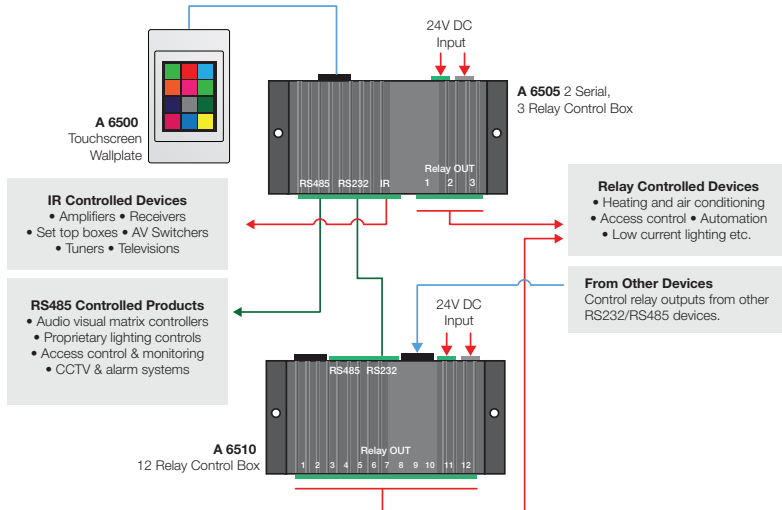 24V DC
Input
A 6500
Touchscreen
Wallplate
A 6505 2 Serial,
3 Relay Control Box
Relay OUT
RS485 RS232 IR 1 2 3
IR Controlled Devices
• Amplifiers • Receivers
• Set top boxes • AV Switchers
• Tuners • Televisions
Relay Controlled Devices
• Heating and air conditioning
• Access control • Automation
• Low current lighting etc.
RS485 Controlled Products
• Audio visual matrix controllers
• Proprietary lighting controls
• Access control & monitoring
• CCTV & alarm systems
From Other Devices
Control relay outputs from other
RS232/RS485 devices.
24V DC
Input
RS485 RS232
A 6510
12 Relay Control Box
Relay OUT
1 2 3 4 5 6 7 8 9 10 11 12